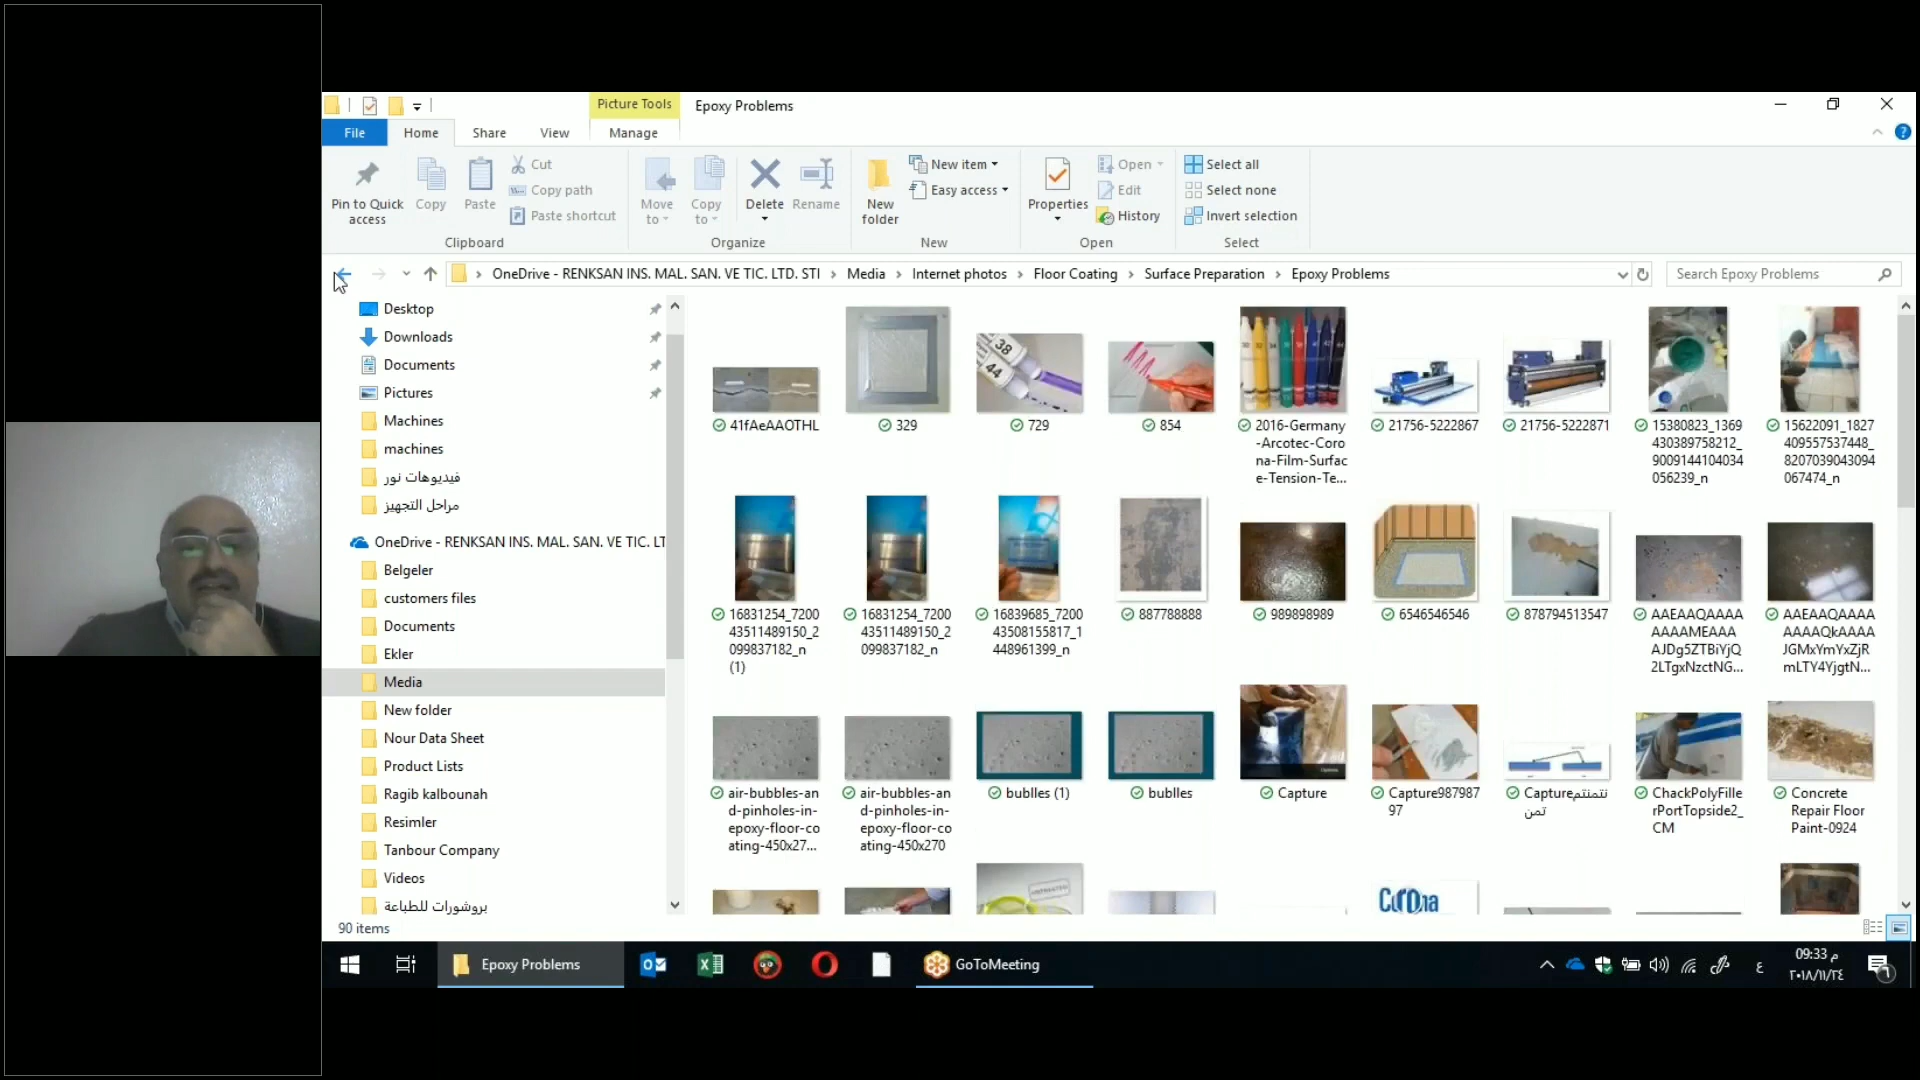 Picture Tools
Epoxy Problems
File
Home
Share
View
Manage
Pin to Quick access
Copy
Paste
Cut
Copy path
Paste shortcut
Clipboard
Move to
Copy to
Delete
Rename
Organize
New folder
New item
Easy access
New
Properties
Open
Edit
History
Open
Select all
Select none
Invert selection
Select
OneDrive - RENKSAN INS. MAL. SAN. VE TIC. LTD. STI
Media
Internet photos
Floor Coating
Surface Preparation
Epoxy Problems
Search Epoxy Problems
Desktop
Downloads
Documents
Pictures
Machines
machines
فيديوهات نور
مراحل التجهيز
OneDrive - RENKSAN INS. MAL. SAN. VE TIC. LT
Belgeler
customers files
Documents
Ekler
Media
New folder
Nour Data Sheet
Product Lists
Ragib kalbounah
Resimler
Tanbour Company
Videos
بروشورات للطباعة
41fAeAAOTHL
329
729
854
2016-Germany
-Arcotec-Coro
na-Film-Surfac
e-Tension-Te...
21756-5222867
21756-5222871
15380823_1369
430389758212_
9009144104034
056239_n
15622091_1827
409557537448_
8207039043094
067474_n
16831254_7200
43511489150_2
099837182_n
(1)
16831254_7200
43511489150_2
099837182_n
16839685_7200
43508155817_1
448961399_n
887788888
989898989
6546546546
878794513547
AAEAAQAAAA
AAAAMEAAA
AJDg5ZTBiYjQ
2LTgxNzctNG...
AAEAAQAAAA
AAAAQkAAAA
JGMxYmYxZjR
mLTY4YjgtN...
air-bubbles-an
d-pinholes-in-
epoxy-floor-co
ating-450x27...
air-bubbles-an
d-pinholes-in-
epoxy-floor-co
ating-450x270
bublles (1)
bublles
Capture
Capture987987
97
Captureنتمنتم
تمن
ChackPolyFille
rPortTopside2_
CM
Concrete
Repair Floor
Paint-0924
38
44
Corona
90 items
Epoxy Problems
GoToMeeting
ع
09:33 م
٢٠١٨/١١/٢٤